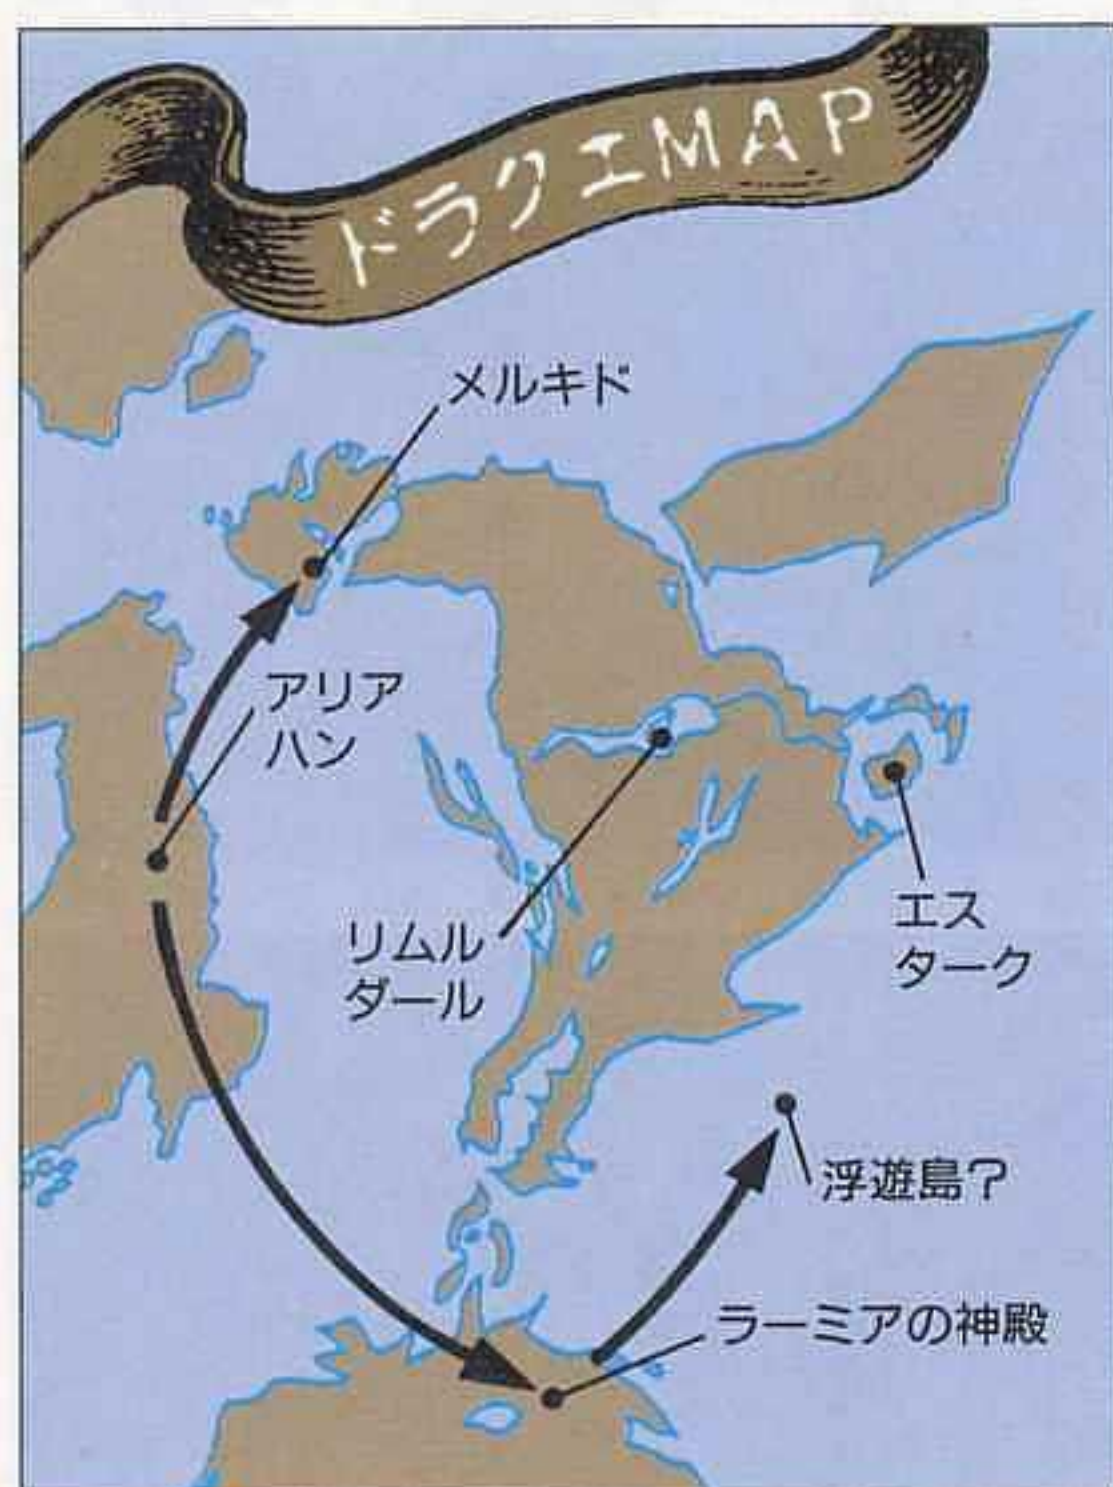 ドラクエMAP
メルキド
アリア
ハン
リムル
ダール
エス
ターク
浮遊島？
ラーミアの神殿